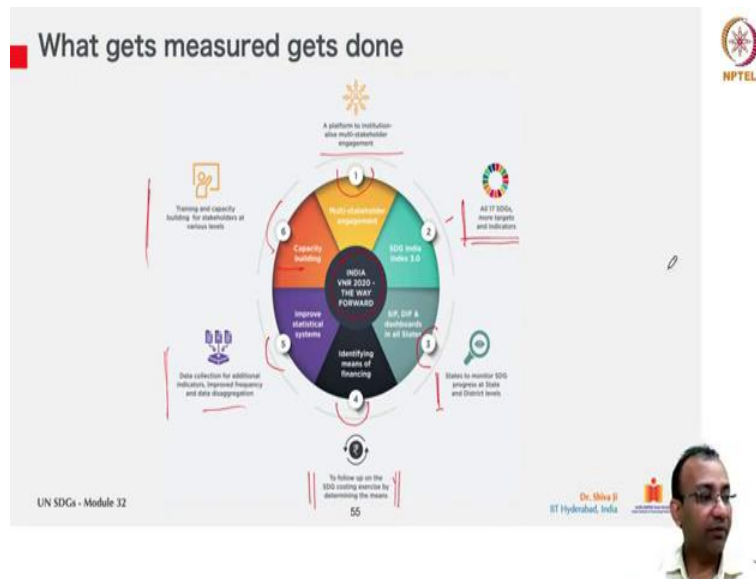 What gets measured gets done
NPTEL
A platform to institution-
alise multi-stakeholder
engagement
1
Multi-stakeholder
engagement
2
SDG India
Index 3.0
All 17 SDGs,
more targets
and indicators
3
SIF, DIF &
dashboards
in all States
States to monitor SDG
progress at State
and District levels
4
Identifying
means of
financing
To follow up on the
SDG costing exercise by
determining the means
5
Improve
statistical
systems
Data collection for additional
indicators, improved frequency
and data disaggregation
6
Capacity
building
Training and capacity
building for stakeholders at
various levels
INDIA
VNR 2020 -
THE WAY
FORWARD
UN SDGs - Module 32
55
Dr. Shiva Ji
IIT Hyderabad, India